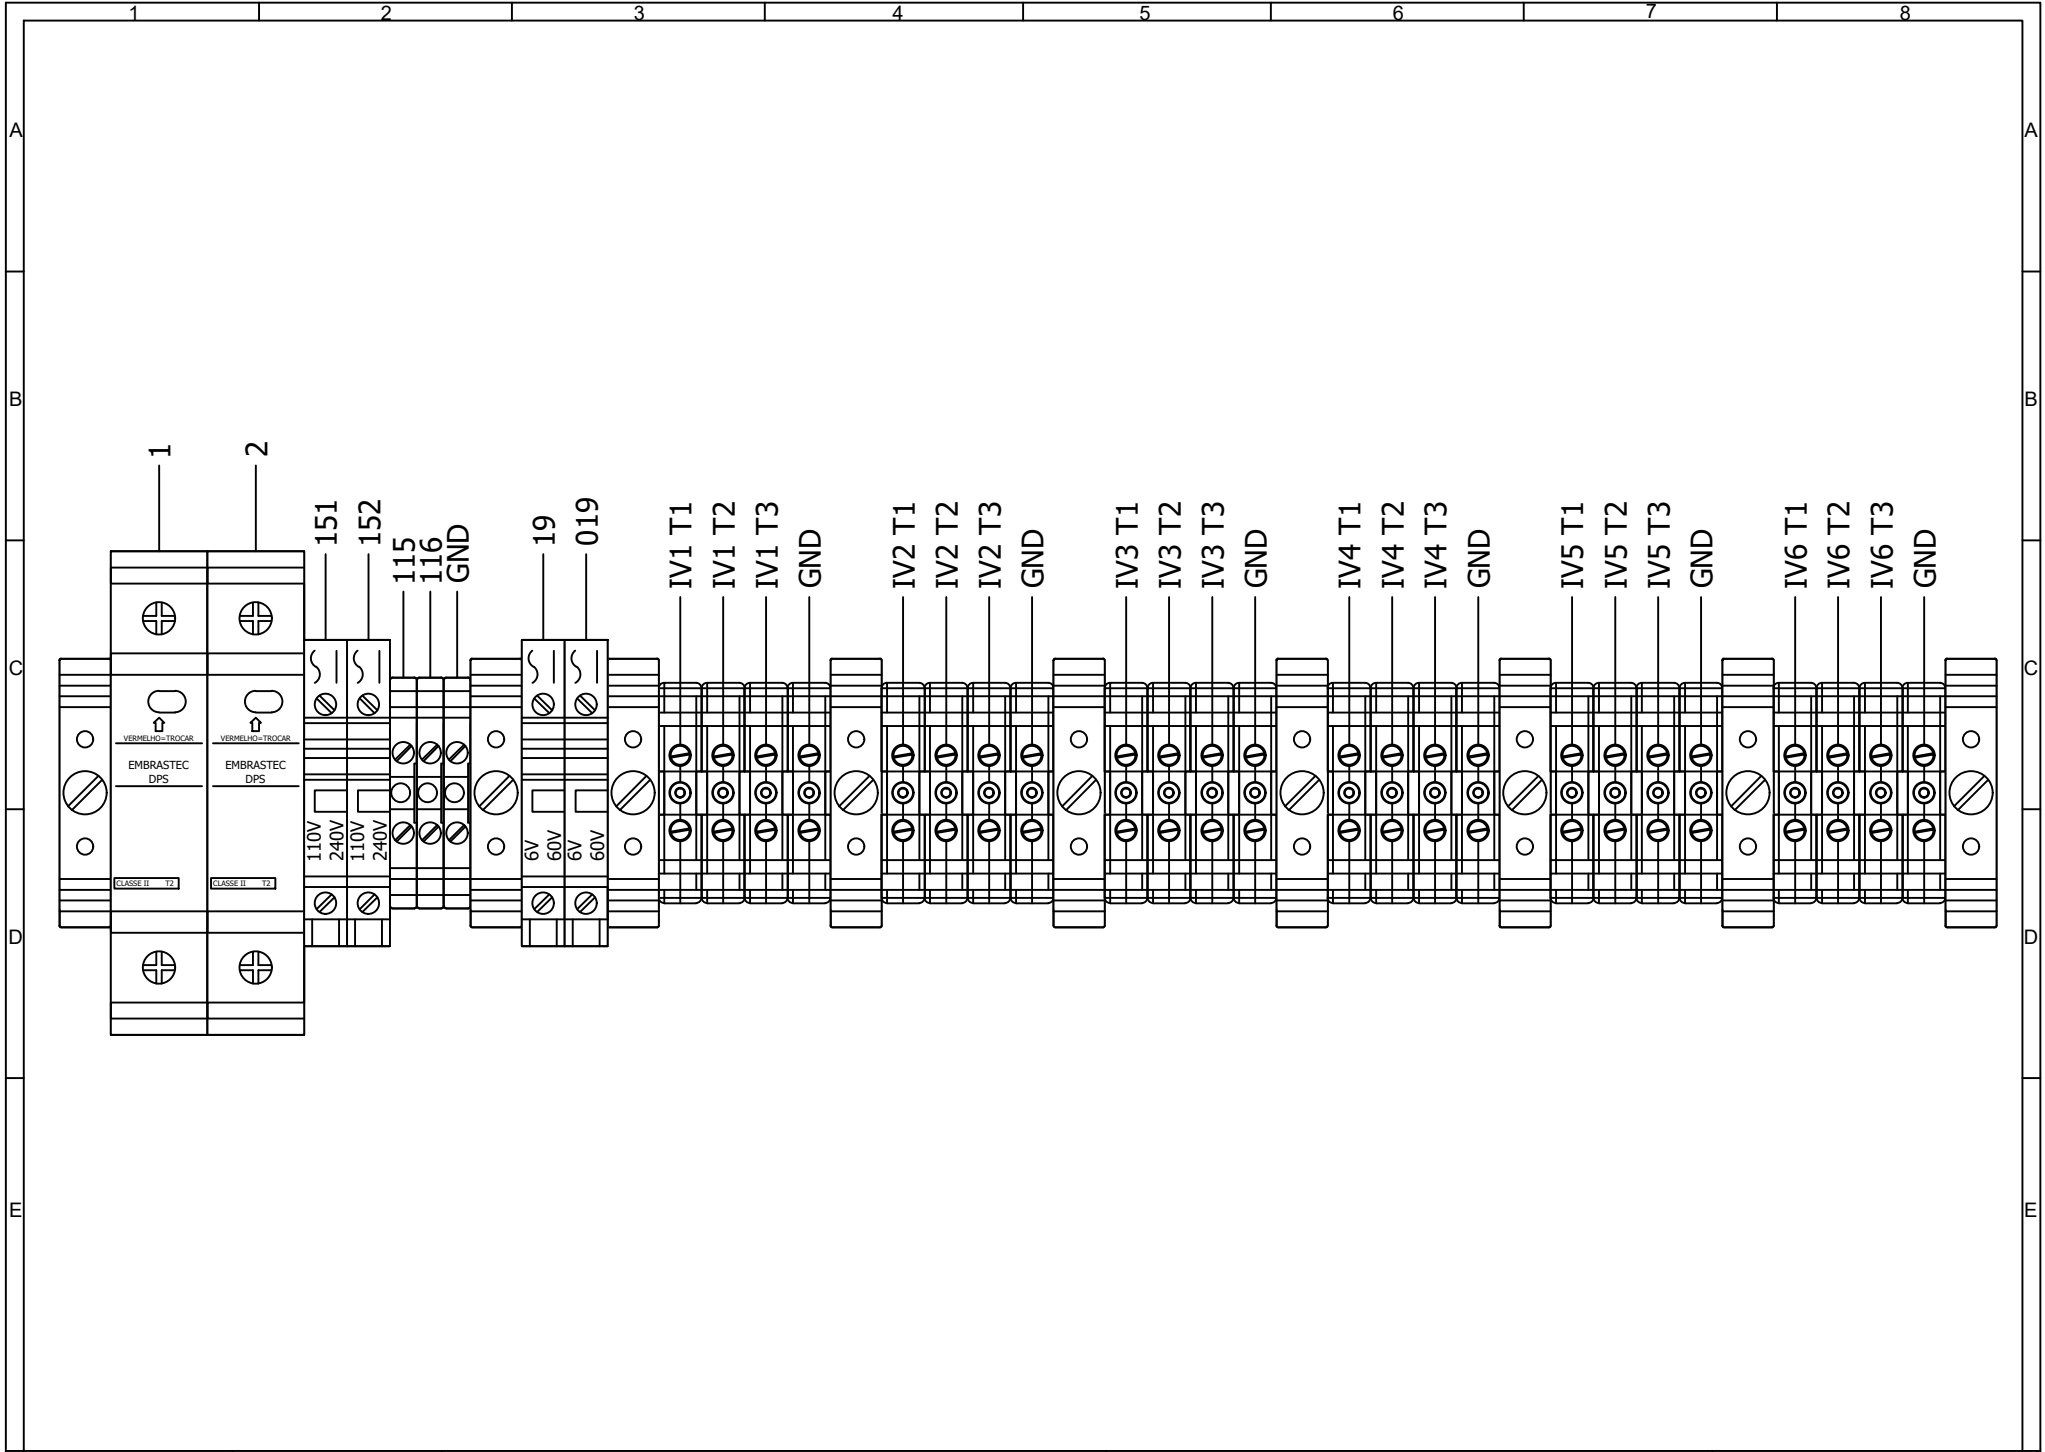 1 2 3 4 5 6 7 8
A A
B B
1 2
151 152 115 116 GND 19 019 IV1 T1 IV1 T2 IV1 T3 GND IV2 T1 IV2 T2 IV2 T3 GND IV3 T1 IV3 T2 IV3 T3 GND IV4 T1 IV4 T2 IV4 T3 GND IV5 T1 IV5 T2 IV5 T3 GND IV6 T1 IV6 T2 IV6 T3 GND
C C
VERMELHO=TROCAR VERMELHO=TROCAR
EMBRASTEC EMBRASTEC
DPS DPS
110V 240V 110V 240V 6V 60V 6V 60V
CLASSE II T2 CLASSE II T2
D D
E E